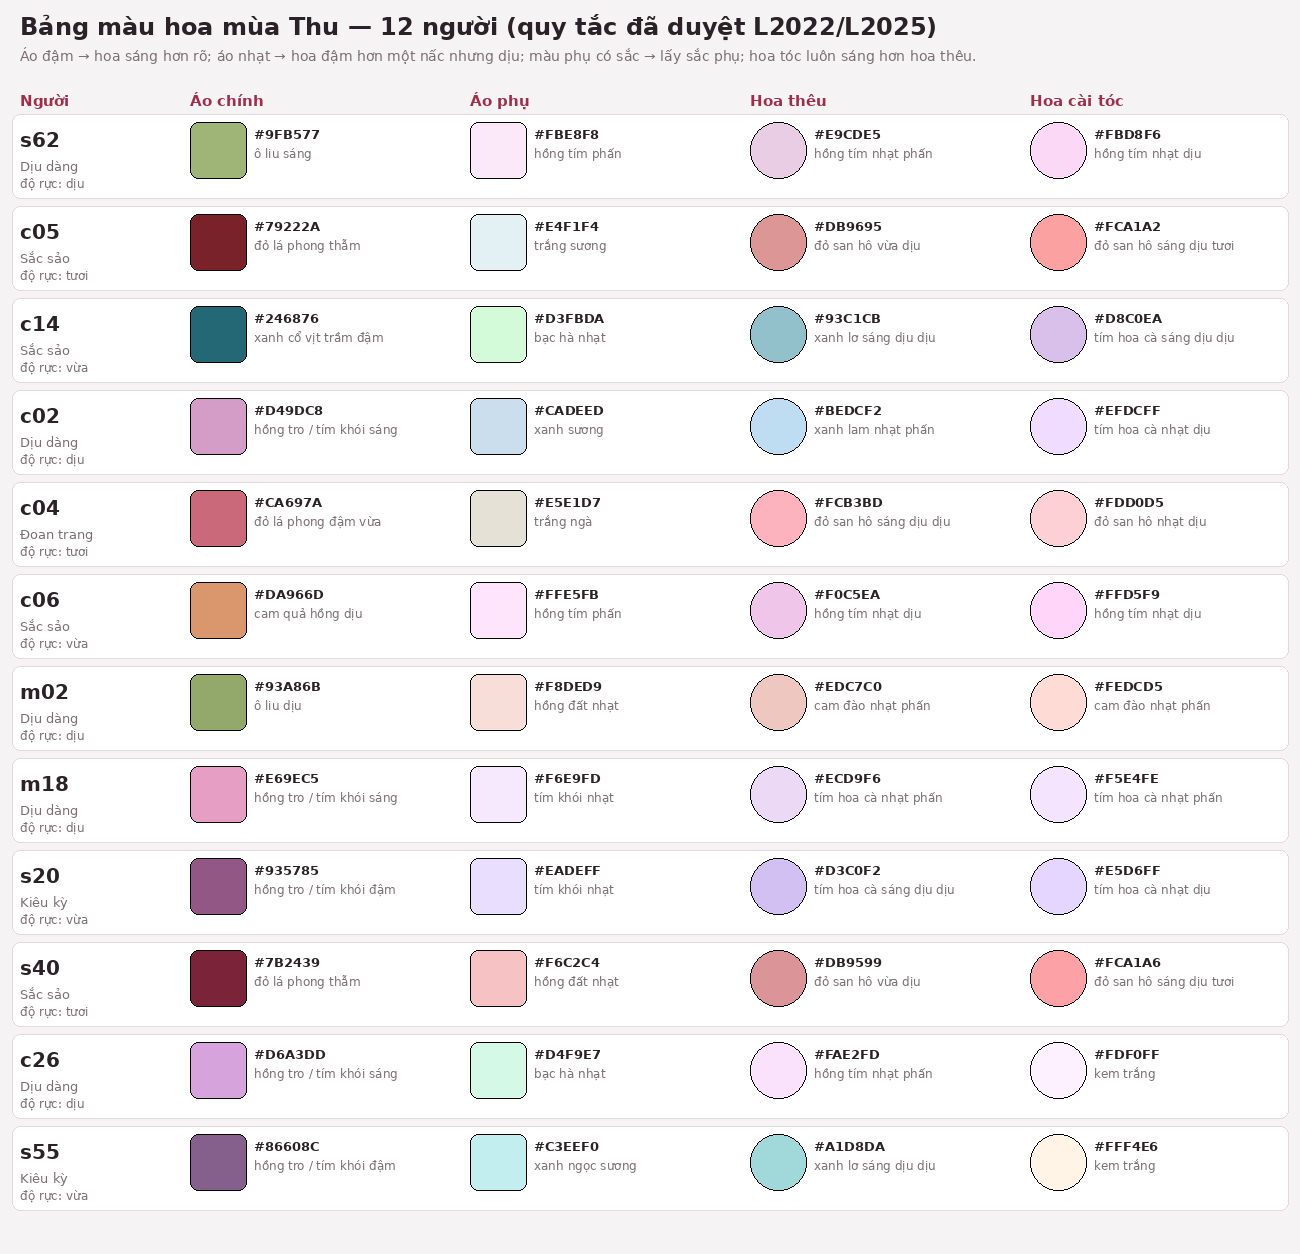 Bảng màu hoa mùa Thu — 12 người (quy tắc đã duyệt L2022/L2025)
Áo đậm → hoa sáng hơn rõ; áo nhạt → hoa đậm hơn một nấc nhưng dịu; màu phụ có sắc → lấy sắc phụ; hoa tóc luôn sáng hơn hoa thêu.
Người Áo chính Áo phụ Hoa thêu Hoa cài tóc
s62 #9FB577 #FBE8F8 #E9CDE5 #FBD8F6
Dịu dàng ô liu sáng hồng tím phấn hồng tím nhạt phấn hồng tím nhạt dịu
độ rực: dịu
c05 #79222A #E4F1F4 #DB9695 #FCA1A2
Sắc sảo đỏ lá phong thẫm trắng sương đỏ san hô vừa dịu đỏ san hô sáng dịu tươi
độ rực: tươi
c14 #246876 #D3FBDA #93C1CB #D8C0EA
Sắc sảo xanh cổ vịt trầm đậm bạc hà nhạt xanh lơ sáng dịu dịu tím hoa cà sáng dịu dịu
độ rực: vừa
c02 #D49DC8 #CADEED #BEDCF2 #EFDCFF
Dịu dàng hồng tro / tím khói sáng xanh sương xanh lam nhạt phấn tím hoa cà nhạt dịu
độ rực: dịu
c04 #CA697A #E5E1D7 #FCB3BD #FDD0D5
Đoan trang đỏ lá phong đậm vừa trắng ngà đỏ san hô sáng dịu dịu đỏ san hô nhạt dịu
độ rực: tươi
c06 #DA966D #FFE5FB #F0C5EA #FFD5F9
Sắc sảo cam quả hồng dịu hồng tím phấn hồng tím nhạt dịu hồng tím nhạt dịu
độ rực: vừa
m02 #93A86B #F8DED9 #EDC7C0 #FEDCD5
Dịu dàng ô liu dịu hồng đất nhạt cam đào nhạt phấn cam đào nhạt phấn
độ rực: dịu
m18 #E69EC5 #F6E9FD #ECD9F6 #F5E4FE
Dịu dàng hồng tro / tím khói sáng tím khói nhạt tím hoa cà nhạt phấn tím hoa cà nhạt phấn
độ rực: dịu
s20 #935785 #EADEFF #D3C0F2 #E5D6FF
Kiêu kỳ hồng tro / tím khói đậm tím khói nhạt tím hoa cà sáng dịu dịu tím hoa cà nhạt dịu
độ rực: vừa
s40 #7B2439 #F6C2C4 #DB9599 #FCA1A6
Sắc sảo đỏ lá phong thẫm hồng đất nhạt đỏ san hô vừa dịu đỏ san hô sáng dịu tươi
độ rực: tươi
c26 #D6A3DD #D4F9E7 #FAE2FD #FDF0FF
Dịu dàng hồng tro / tím khói sáng bạc hà nhạt hồng tím nhạt phấn kem trắng
độ rực: dịu
s55 #86608C #C3EEF0 #A1D8DA #FFF4E6
Kiêu kỳ hồng tro / tím khói đậm xanh ngọc sương xanh lơ sáng dịu dịu kem trắng
độ rực: vừa